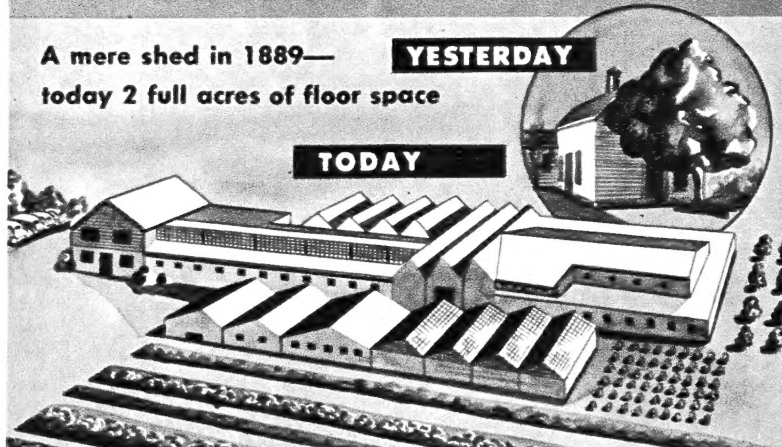 A mere shed in 1889—
today 2 full acres of floor space
YESTERDAY
TODAY